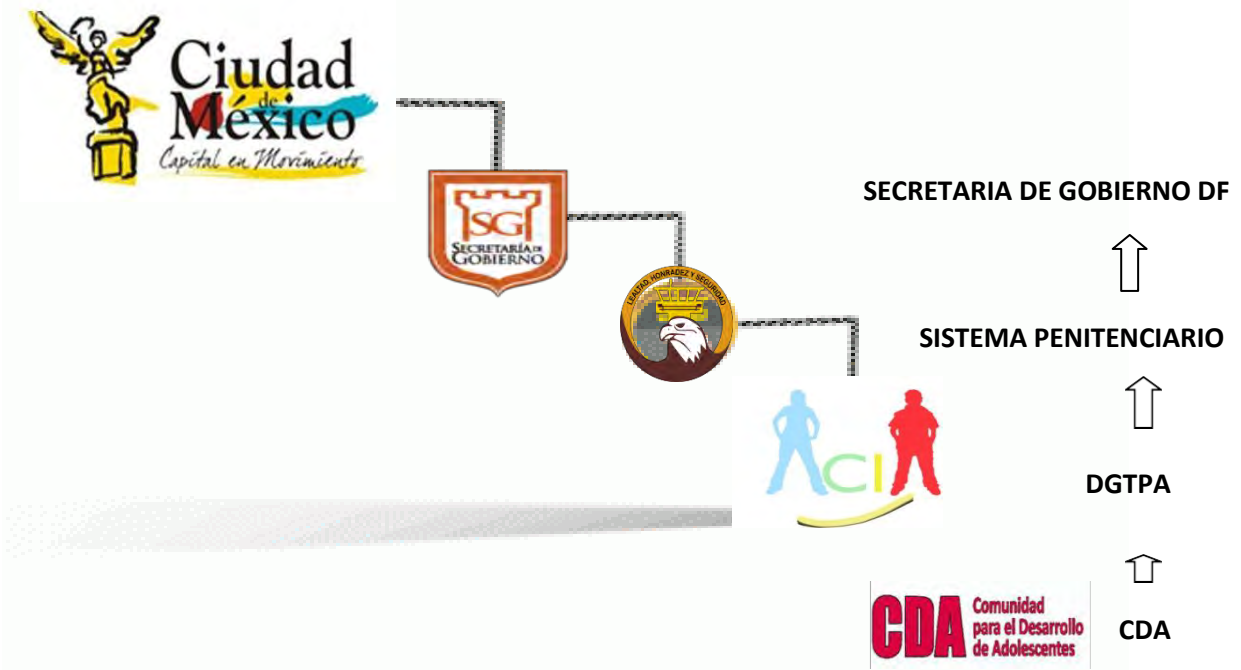 Ciudad
de
México
Capital en Movimiento
SG
SECRETARÍA DE
GOBIERNO
LEALTAD, HONRADEZ Y SEGURIDAD
ACIA
SECRETARIA DE GOBIERNO DF
SISTEMA PENITENCIARIO
DGTPA
CDA
Comunidad
para el Desarrollo
de Adolescentes
CDA